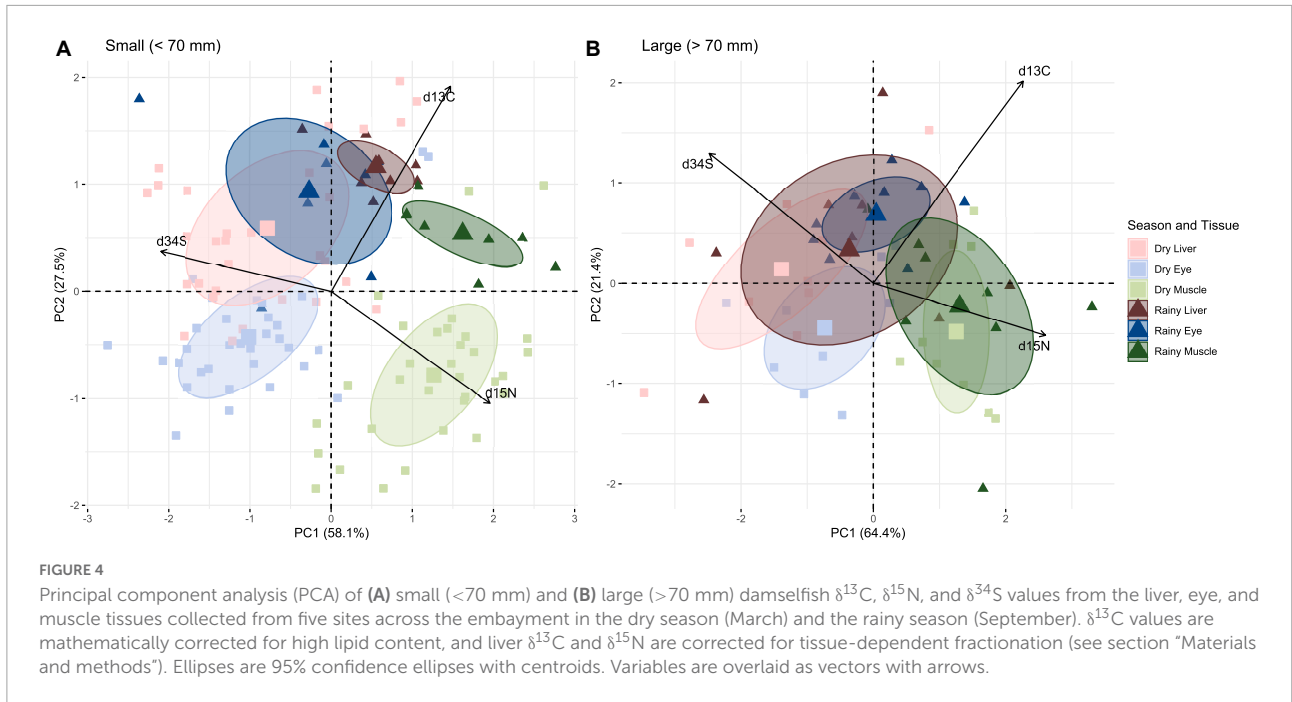 A Small (< 70 mm)
B Large (> 70 mm)
2
1
0
-1
-2
PC2 (27.5%)
d13C
d34S
d15N
-3 -2 -1 0 1 2 3
PC1 (58.1%)
2
1
0
-1
-2
PC2 (21.4%)
d13C
d34S
d15N
-2 0 2
PC1 (64.4%)
Season and Tissue
Dry Liver
Dry Eye
Dry Muscle
Rainy Liver
Rainy Eye
Rainy Muscle
FIGURE 4
Principal component analysis (PCA) of (A) small (<70 mm) and (B) large (>70 mm) damselfish δ¹³C, δ¹⁵N, and δ³⁴S values from the liver, eye, and
muscle tissues collected from five sites across the embayment in the dry season (March) and the rainy season (September). δ¹³C values are
mathematically corrected for high lipid content, and liver δ¹³C and δ¹⁵N are corrected for tissue-dependent fractionation (see section “Materials
and methods”). Ellipses are 95% confidence ellipses with centroids. Variables are overlaid as vectors with arrows.